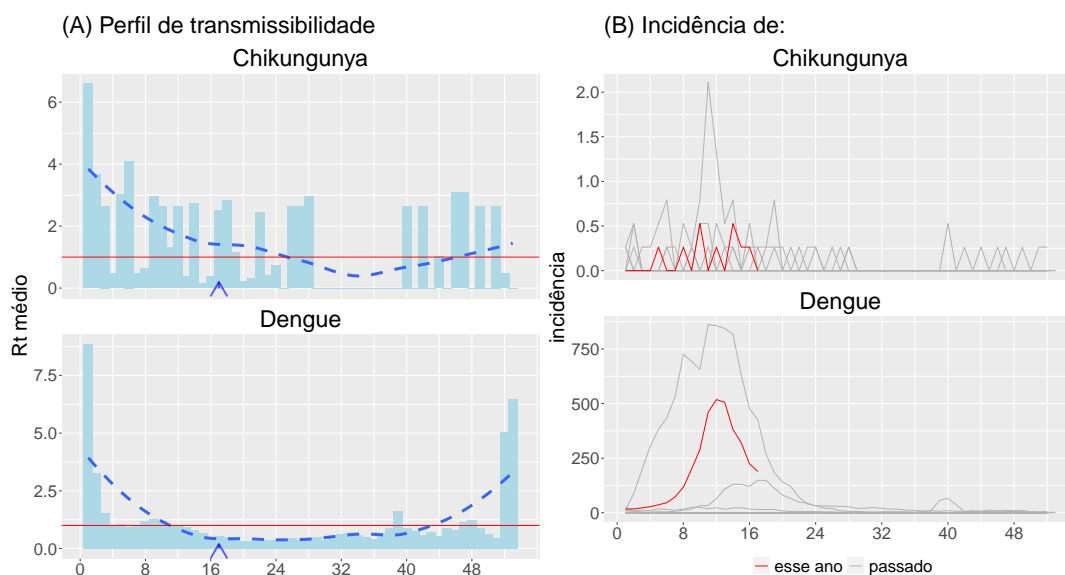 (A) Perfil de transmissibilidade
Chikungunya
6
4
2
0
Dengue
7.5
5.0
2.5
0.0
0 8 16 24 32 40 48
Rt médio
(B) Incidência de:
Chikungunya
2.0
1.5
1.0
0.5
0.0
Dengue
750
500
250
0
0 8 16 24 32 40 48
incidência
esse ano passado